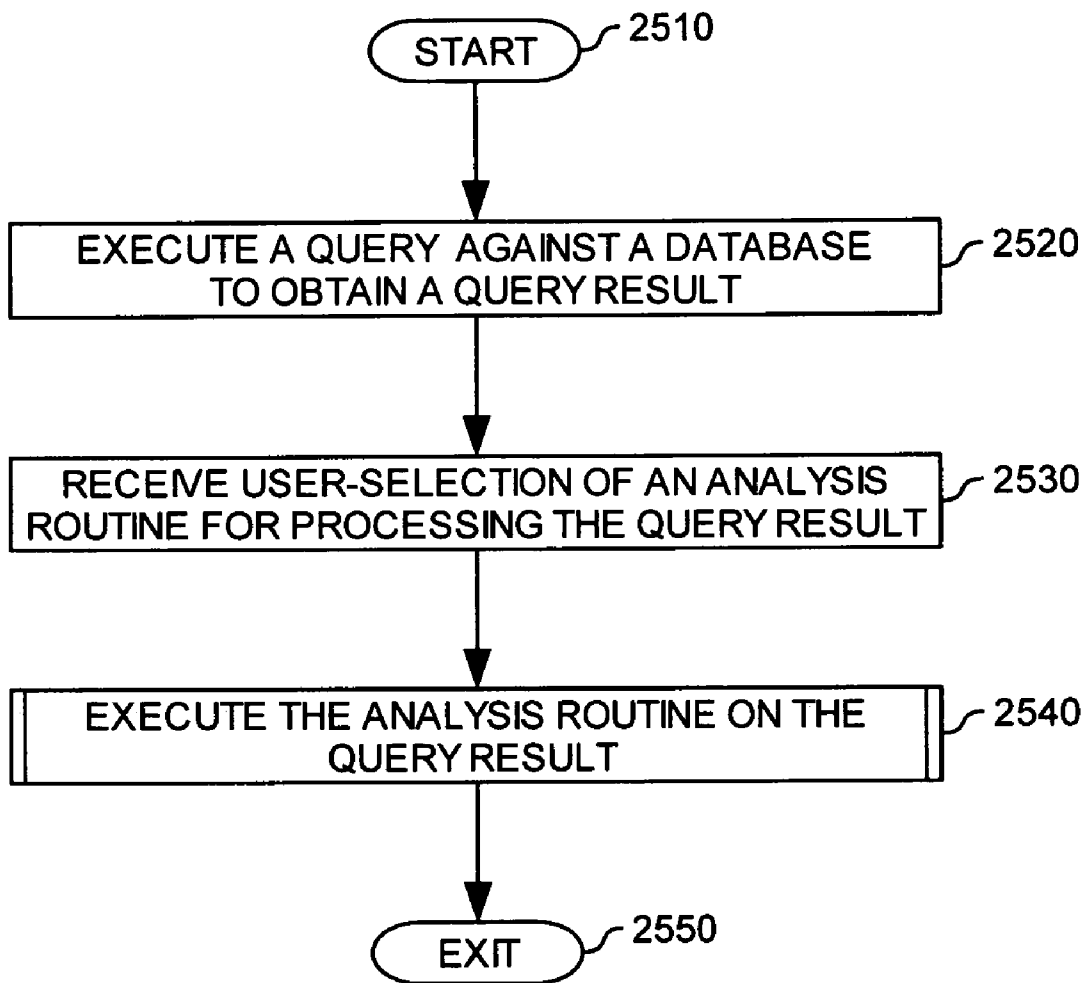 START
2510
EXECUTE A QUERY AGAINST A DATABASE
TO OBTAIN A QUERY RESULT
2520
RECEIVE USER-SELECTION OF AN ANALYSIS
ROUTINE FOR PROCESSING THE QUERY RESULT
2530
EXECUTE THE ANALYSIS ROUTINE ON THE
QUERY RESULT
2540
EXIT
2550